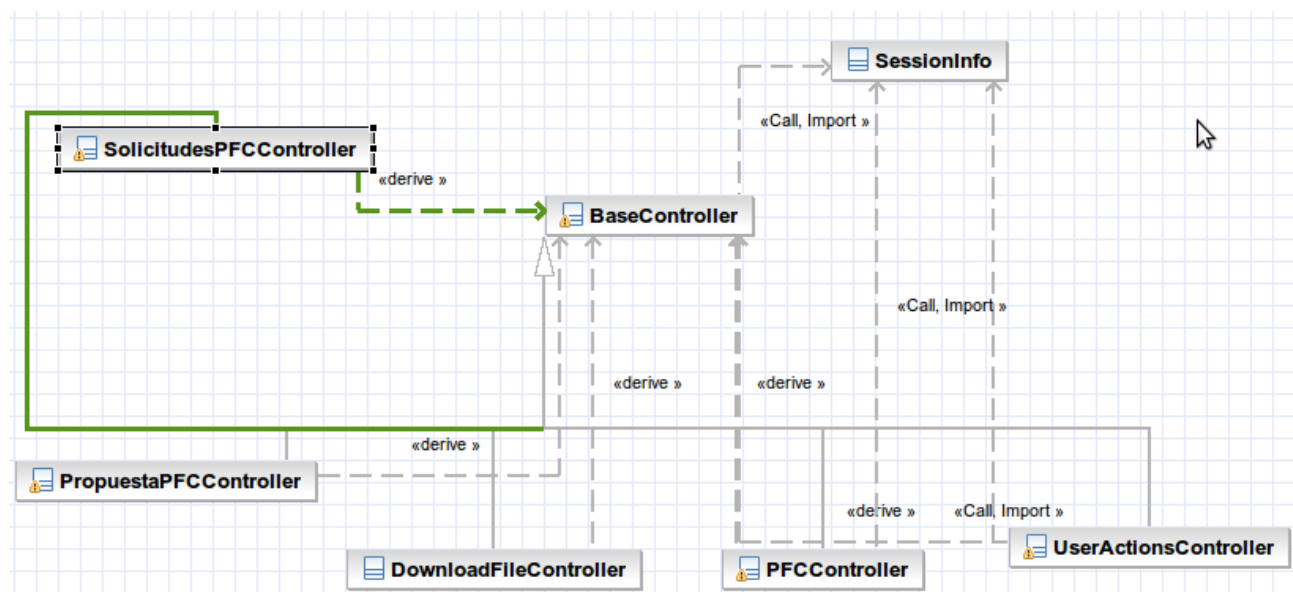 SessionInfo
«Call, Import »
SolicitudesPFCController
«derive »
BaseController
«Call, Import »
«derive »
«derive »
«derive »
PropuestaPFCController
«derive »
«Call, Import »
UserActionsController
DownloadFileController
PFCController